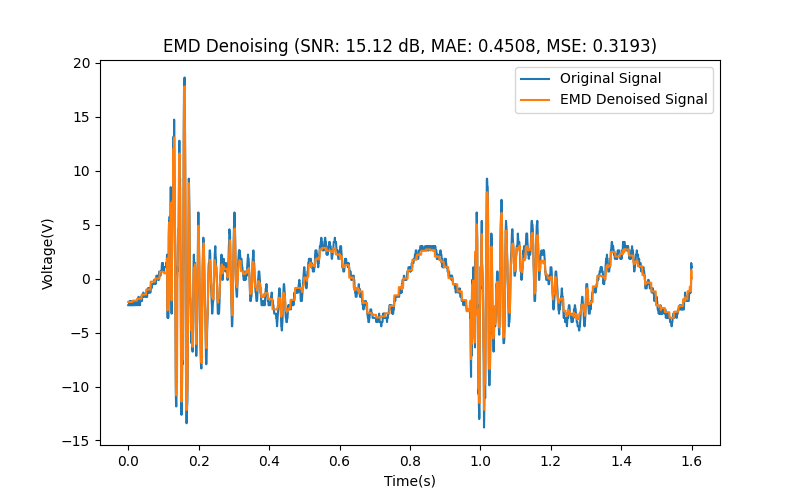 EMD Denoising (SNR: 15.12 dB, MAE: 0.4508, MSE: 0.3193)
Original Signal
EMD Denoised Signal
Voltage(V)
20
15
10
5
0
−5
−10
−15
0.0 0.2 0.4 0.6 0.8 1.0 1.2 1.4 1.6
Time(s)